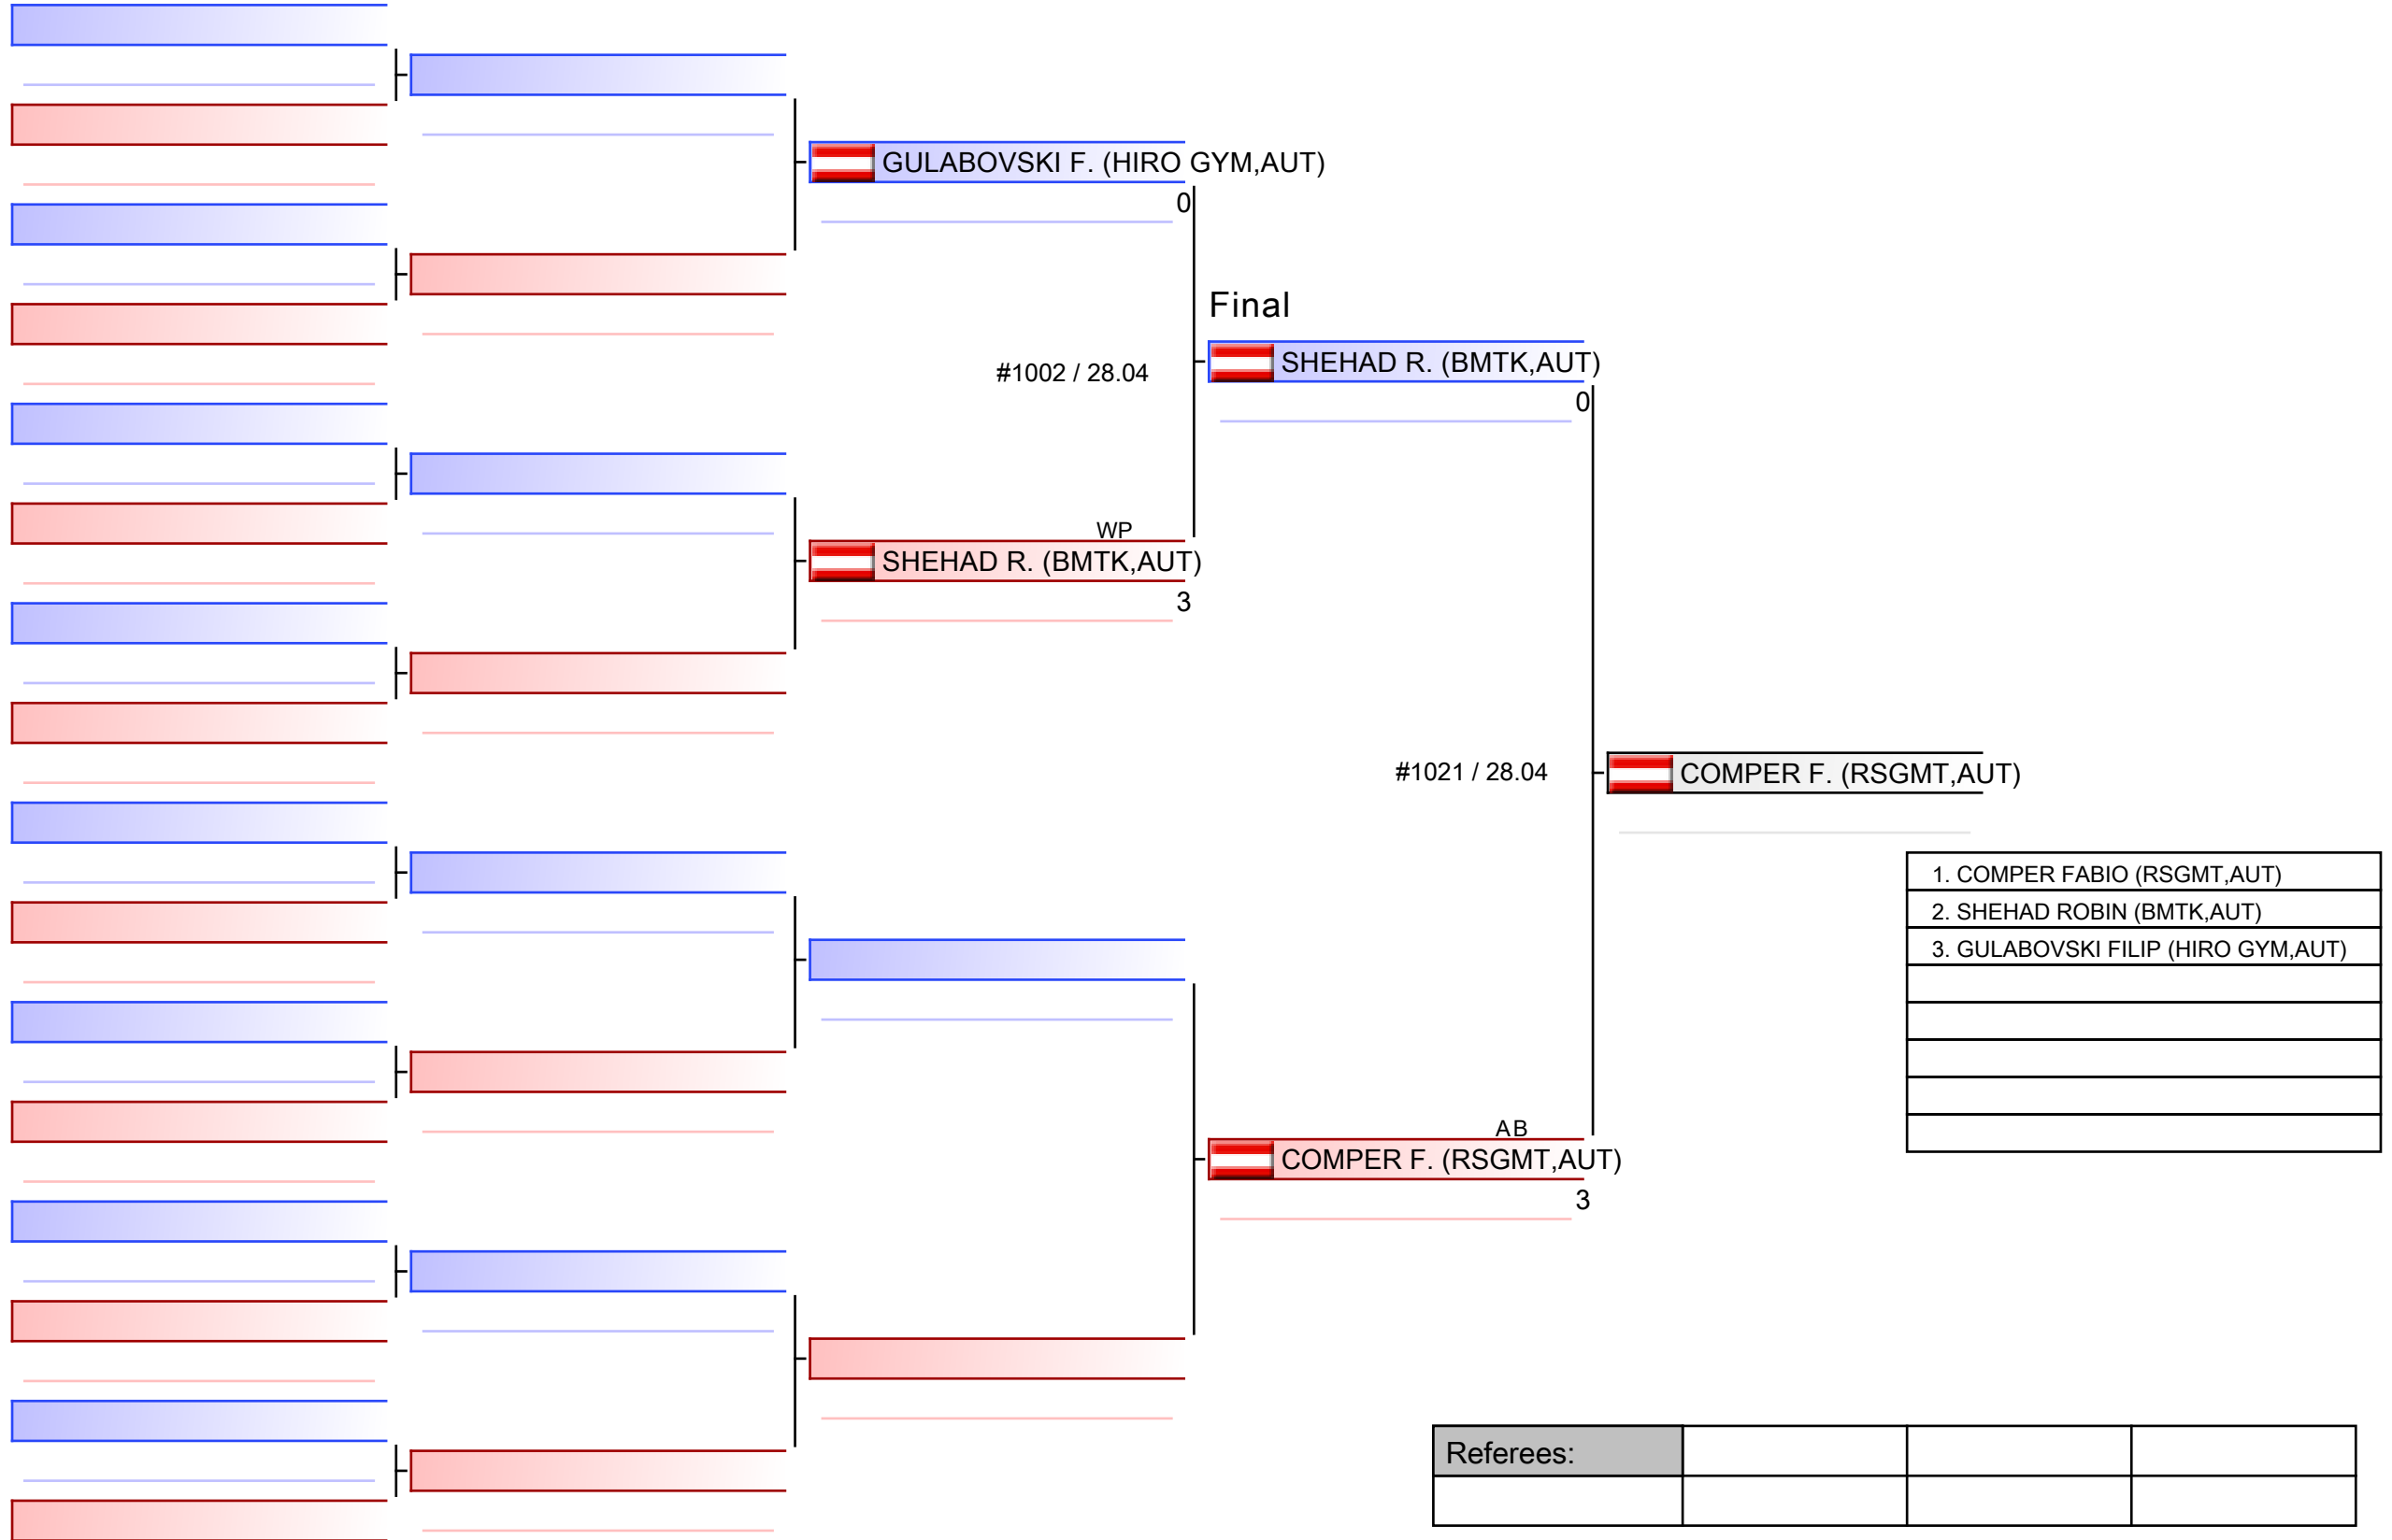 GULABOVSKI F. (HIRO GYM,AUT)
0
Final
#1002 / 28.04
SHEHAD R. (BMTK,AUT)
0
WP
SHEHAD R. (BMTK,AUT)
3
#1021 / 28.04
COMPER F. (RSGMT,AUT)
1. COMPER FABIO (RSGMT,AUT)
2. SHEHAD ROBIN (BMTK,AUT)
3. GULABOVSKI FILIP (HIRO GYM,AUT)
AB
COMPER F. (RSGMT,AUT)
3
Referees: